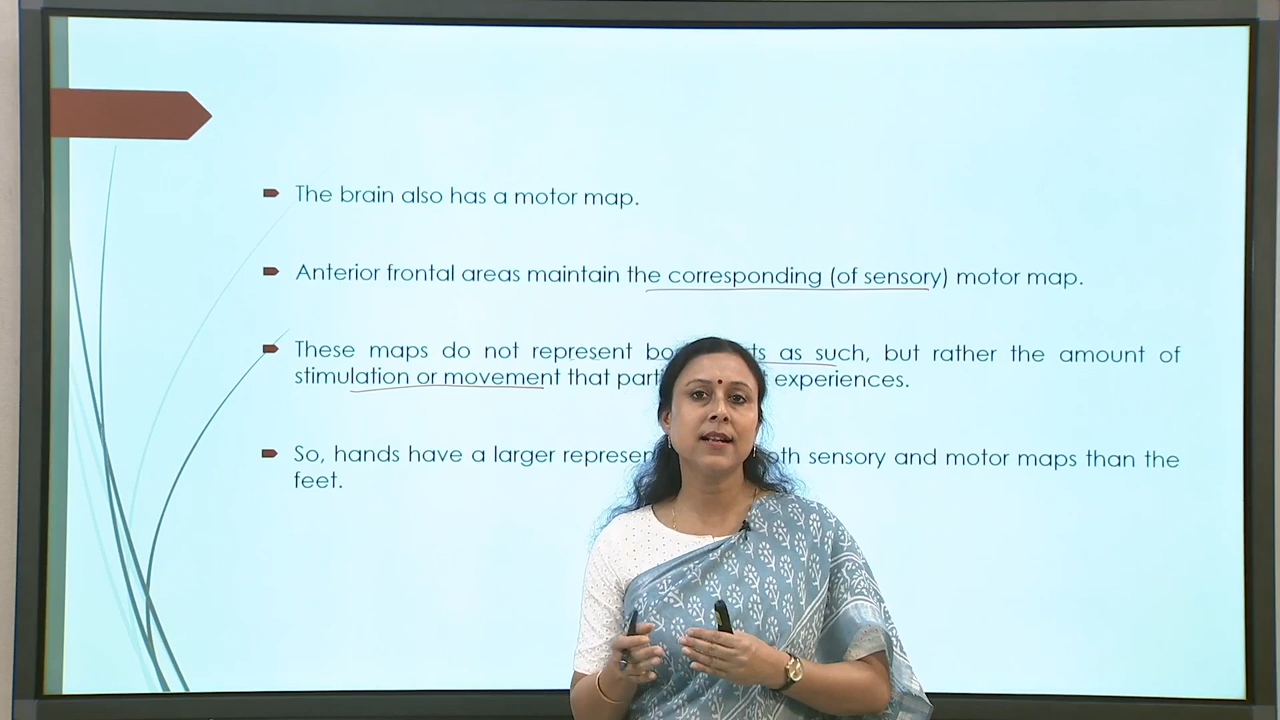 The brain also has a motor map.
Anterior frontal areas maintain the corresponding (of sensory) motor map.
These maps do not represent as such, but rather the amount of
stimulation or movement that experiences.
So, hands have a larger sensory and motor maps than the
feet.